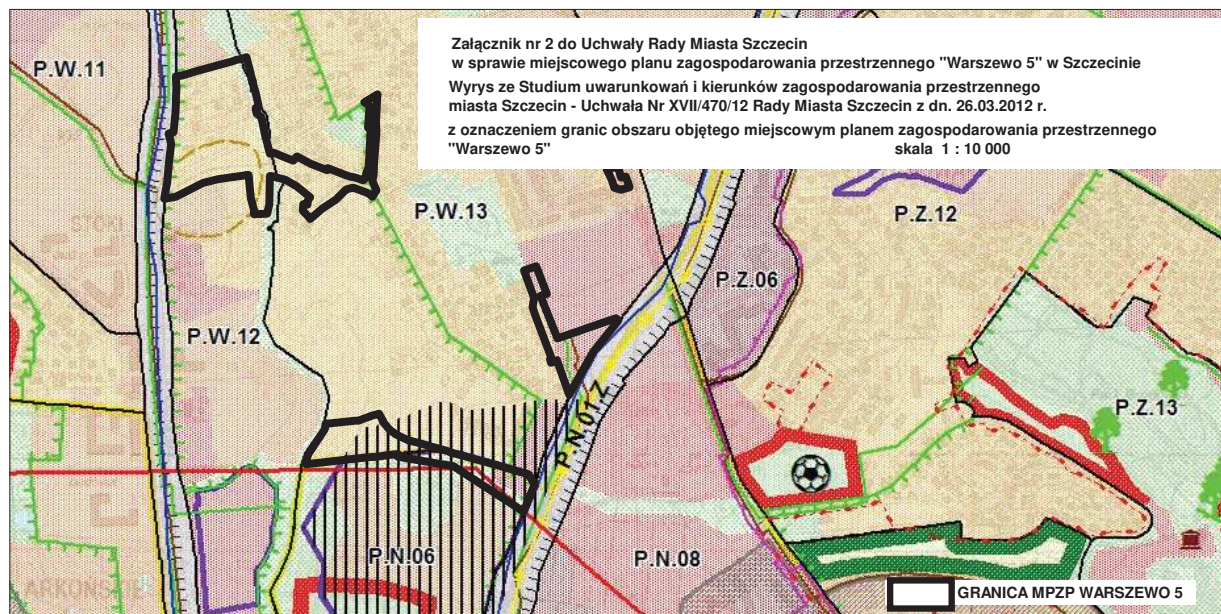 Załącznik nr 2 do Uchwały Rady Miasta Szczecin
w sprawie miejscowego planu zagospodarowania przestrzennego "Warszewo 5" w Szczecinie
Wyrys ze Studium uwarunkowań i kierunków zagospodarowania przestrzennego
miasta Szczecin - Uchwała Nr XVII/470/12 Rady Miasta Szczecin z dn. 26.03.2012 r.
z oznaczeniem granic obszaru objętego miejscowym planem zagospodarowania przestrzennego
"Warszewo 5" skala 1 : 10 000
P.W.11
P.W.13
P.Z.12
STOKI
P.Z.06
P.W.12
P.Z.13
P.N.01.Z
P.N.06
P.N.08
ARKOŃSKIE
GRANICA MPZP WARSZEWO 5